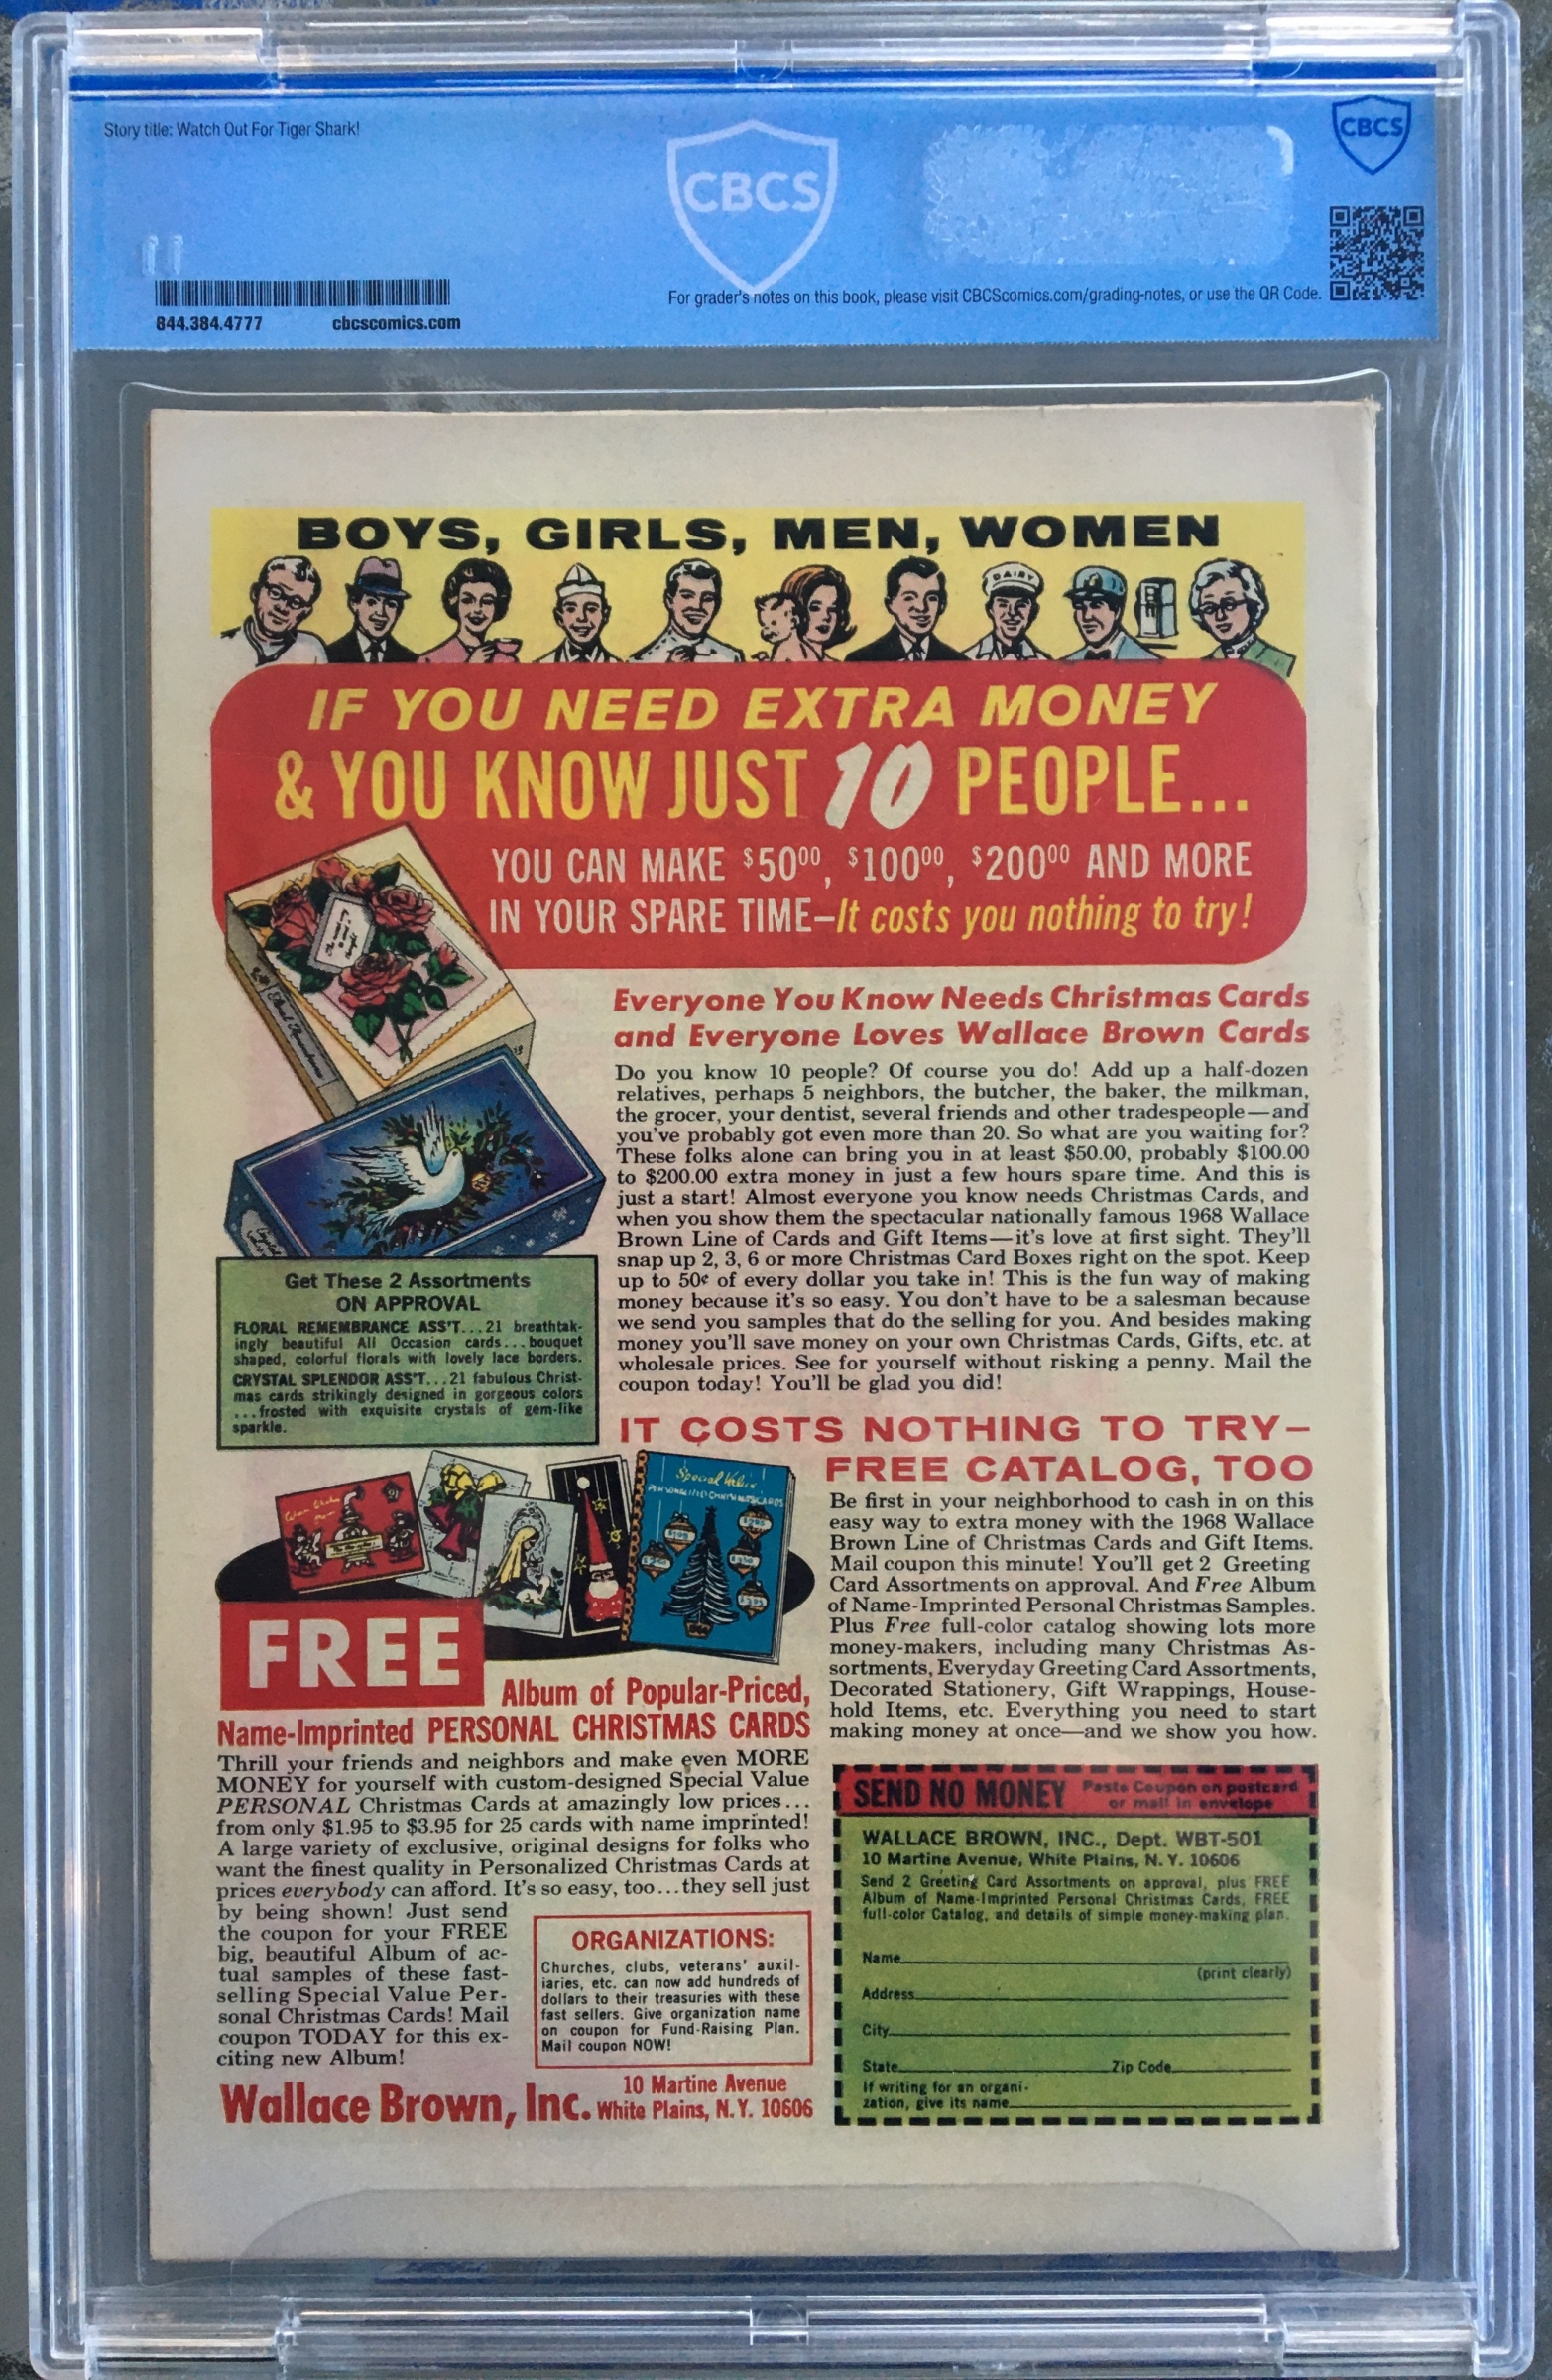 Story title: Watch Out For Tiger Shark!
CBCS
CBCS
For grader's notes on this book, please visit CBCScomics.com/grading-notes, or use the QR Code.
844.384.4777 cbcscomics.com
BOYS, GIRLS, MEN, WOMEN
DAIRY
IF YOU NEED EXTRA MONEY
& YOU KNOW JUST 10 PEOPLE...
YOU CAN MAKE $50⁰⁰, $100⁰⁰, $200⁰⁰ AND MORE
IN YOUR SPARE TIME—It costs you nothing to try!
Everyone You Know Needs Christmas Cards
and Everyone Loves Wallace Brown Cards
Do you know 10 people? Of course you do! Add up a half-dozen
relatives, perhaps 5 neighbors, the butcher, the baker, the milkman,
the grocer, your dentist, several friends and other tradespeople—and
you've probably got even more than 20. So what are you waiting for?
These folks alone can bring you in at least $50.00, probably $100.00
to $200.00 extra money in just a few hours spare time. And this is
just a start! Almost everyone you know needs Christmas Cards, and
when you show them the spectacular nationally famous 1968 Wallace
Brown Line of Cards and Gift Items—it's love at first sight. They'll
snap up 2, 3, 6 or more Christmas Card Boxes right on the spot. Keep
up to 50¢ of every dollar you take in! This is the fun way of making
money because it's so easy. You don't have to be a salesman because
we send you samples that do the selling for you. And besides making
money you'll save money on your own Christmas Cards, Gifts, etc. at
wholesale prices. See for yourself without risking a penny. Mail the
coupon today! You'll be glad you did!
Get These 2 Assortments
ON APPROVAL
FLORAL REMEMBRANCE ASS'T...21 breathtak-
ingly beautiful All Occasion cards...bouquet
shaped, colorful florals with lovely lace borders.
CRYSTAL SPLENDOR ASS'T...21 fabulous Christ-
mas cards strikingly designed in gorgeous colors
...frosted with exquisite crystals of gem-like
sparkle.
IT COSTS NOTHING TO TRY—
FREE CATALOG, TOO
Be first in your neighborhood to cash in on this
easy way to extra money with the 1968 Wallace
Brown Line of Christmas Cards and Gift Items.
Mail coupon this minute! You'll get 2 Greeting
Card Assortments on approval. And Free Album
of Name-Imprinted Personal Christmas Samples.
Plus Free full-color catalog showing lots more
money-makers, including many Christmas As-
sortments, Everyday Greeting Card Assortments,
Decorated Stationery, Gift Wrappings, House-
hold Items, etc. Everything you need to start
making money at once—and we show you how.
Special Value
PERSONALIZED CHRISTMAS CARDS
FREE
Album of Popular-Priced,
Name-Imprinted PERSONAL CHRISTMAS CARDS
Thrill your friends and neighbors and make even MORE
MONEY for yourself with custom-designed Special Value
PERSONAL Christmas Cards at amazingly low prices...
from only $1.95 to $3.95 for 25 cards with name imprinted!
A large variety of exclusive, original designs for folks who
want the finest quality in Personalized Christmas Cards at
prices everybody can afford. It's so easy, too...they sell just
by being shown! Just send
the coupon for your FREE
big, beautiful Album of ac-
tual samples of these fast-
selling Special Value Per-
sonal Christmas Cards! Mail
coupon TODAY for this ex-
citing new Album!
ORGANIZATIONS:
Churches, clubs, veterans' auxil-
iaries, etc. can now add hundreds of
dollars to their treasuries with these
fast sellers. Give organization name
on coupon for Fund-Raising Plan.
Mail coupon NOW!
Wallace Brown, Inc. 10 Martine Avenue
White Plains, N.Y. 10606
SEND NO MONEY Paste Coupon on postcard
or mail in envelope
WALLACE BROWN, INC., Dept. WBT-501
10 Martine Avenue, White Plains, N.Y. 10606
Send 2 Greeting Card Assortments on approval, plus FREE
Album of Name-Imprinted Personal Christmas Cards, FREE
full-color Catalog, and details of simple money-making plan.
Name
(print clearly)
Address
City
State Zip Code
If writing for an organi-
zation, give its name